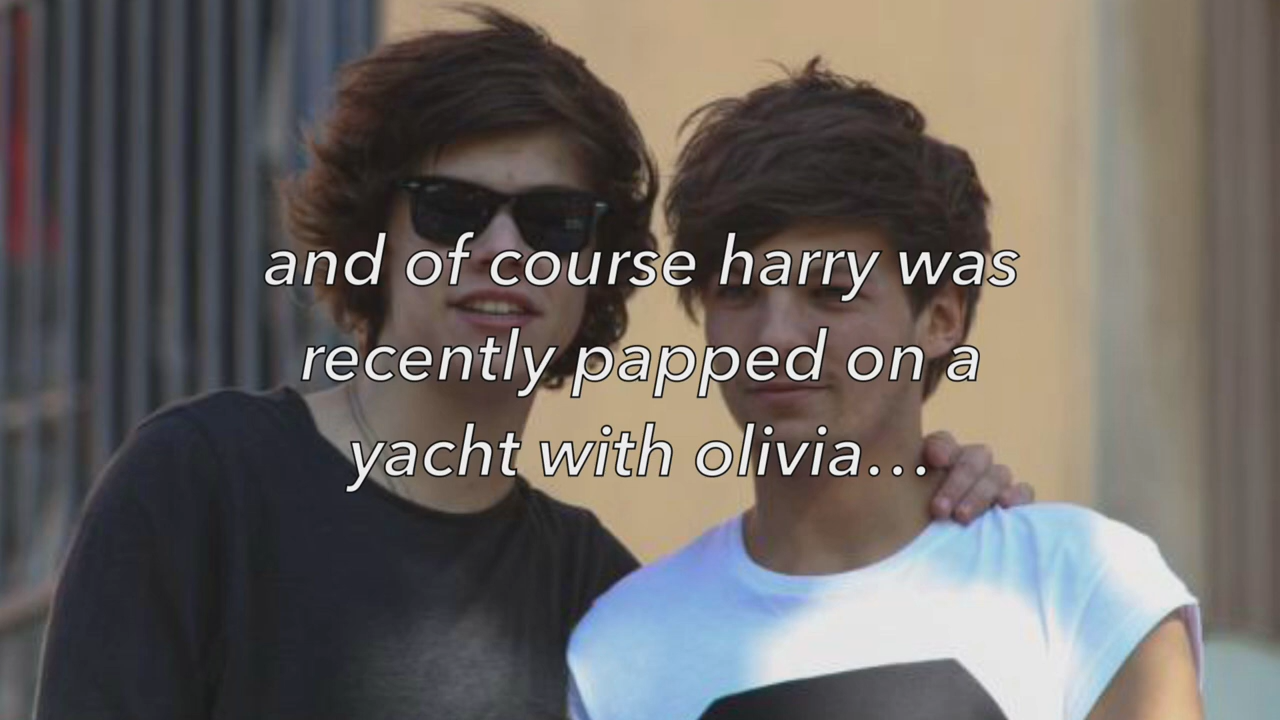 and of course harry was
recently papped on a
yacht with olivia…